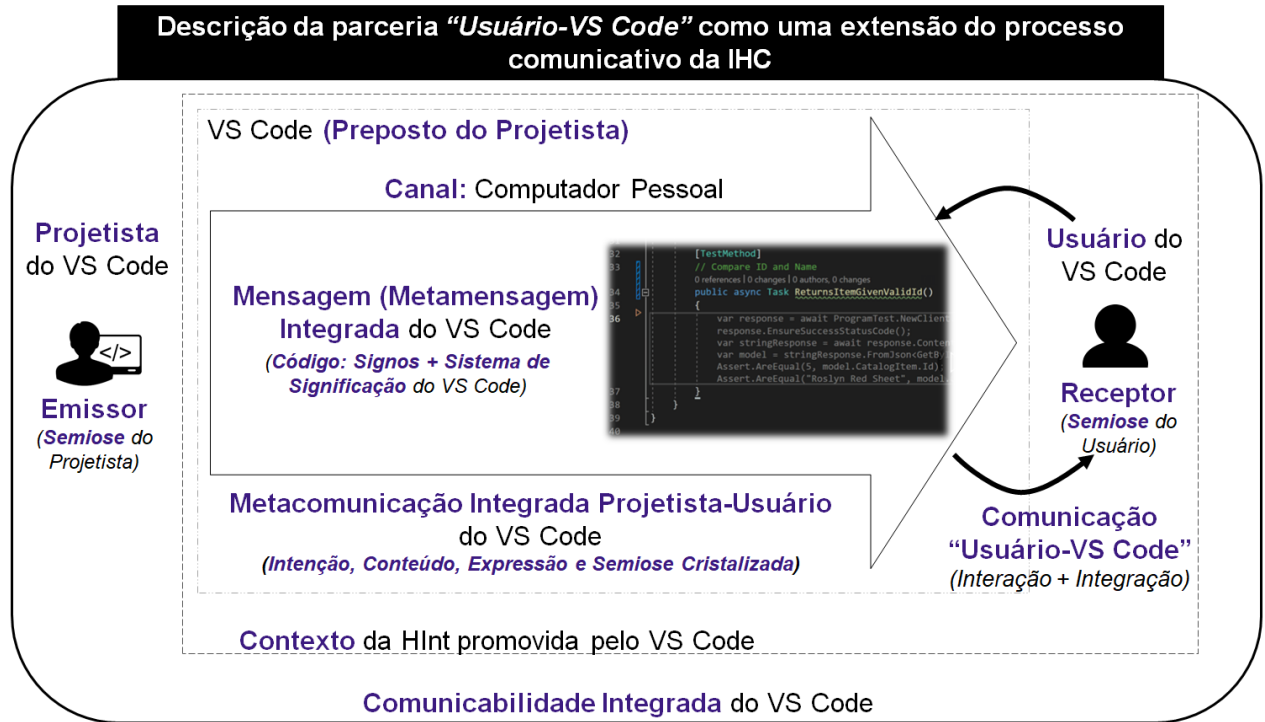 Descrição da parceria “Usuário-VS Code” como uma extensão do processo
comunicativo da IHC
VS Code (Preposto do Projetista)
Canal: Computador Pessoal
Projetista
do VS Code
</>
Emissor
(Semiose do
Projetista)
Mensagem (Metamensagem)
Integrada do VS Code
(Código: Signos + Sistema de
Significação do VS Code)
32 [TestMethod]
33 // Compare ID and Name
0 references | 0 changes | 0 authors, 0 changes
34 public async Task ReturnsItemGivenValidId()
35 {
36 var response = await ProgramTest.NewClient
response.EnsureSuccessStatusCode();
var stringResponse = await response.Conten
var model = stringResponse.FromJson<GetBy
Assert.AreEqual(5, model.CatalogItem.Id);
Assert.AreEqual("Roslyn Red Sheet", model.
37 }
38 }
39 }
40
Usuário do
VS Code
Receptor
(Semiose do
Usuário)
Metacomunicação Integrada Projetista-Usuário
do VS Code
(Intenção, Conteúdo, Expressão e Semiose Cristalizada)
Comunicação
“Usuário-VS Code”
(Interação + Integração)
Contexto da HInt promovida pelo VS Code
Comunicabilidade Integrada do VS Code